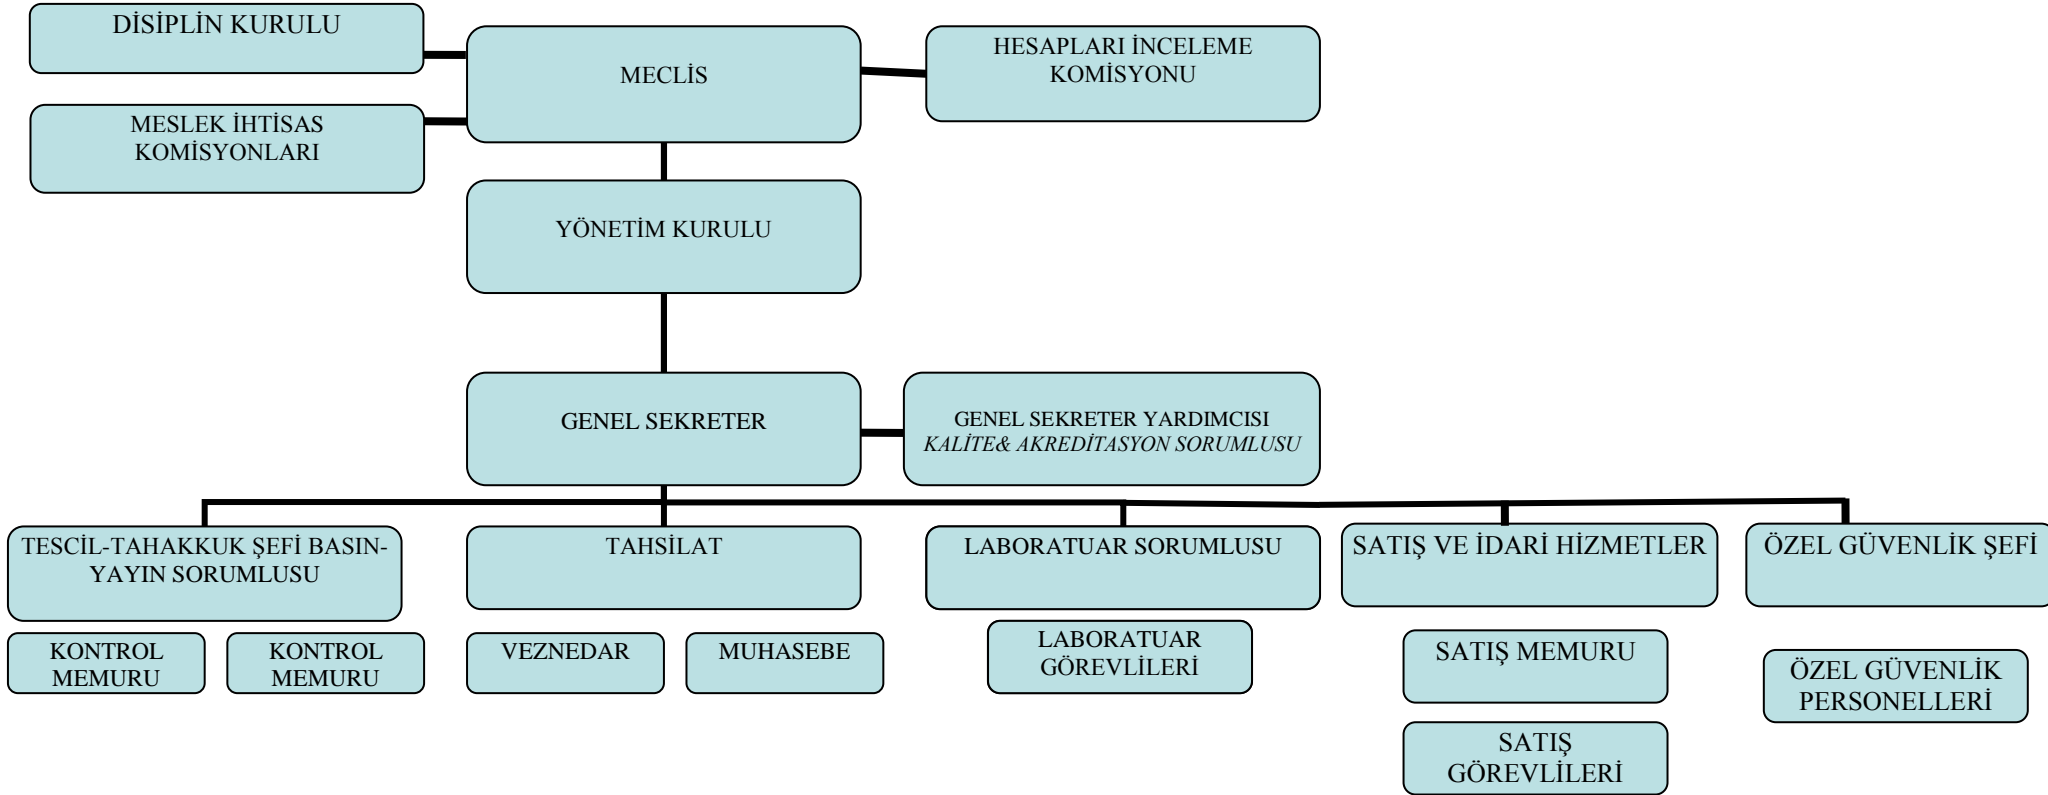 DİSİPLİN KURULU
MECLİS
HESAPLARI İNCELEME
KOMİSYONU
MESLEK İHTİSAS
KOMİSYONLARI
YÖNETİM KURULU
GENEL SEKRETER
GENEL SEKRETER YARDIMCISI
KALİTE& AKREDİTASYON SORUMLUSU
TESCİL-TAHAKKUK ŞEFİ BASIN-
YAYIN SORUMLUSU
TAHSİLAT
LABORATUAR SORUMLUSU
SATIŞ VE İDARİ HİZMETLER
ÖZEL GÜVENLİK ŞEFİ
KONTROL
MEMURU
KONTROL
MEMURU
VEZNEDAR
MUHASEBE
LABORATUAR
GÖREVLİLERİ
SATIŞ MEMURU
ÖZEL GÜVENLİK
PERSONELLERİ
SATIŞ
GÖREVLİLERİ